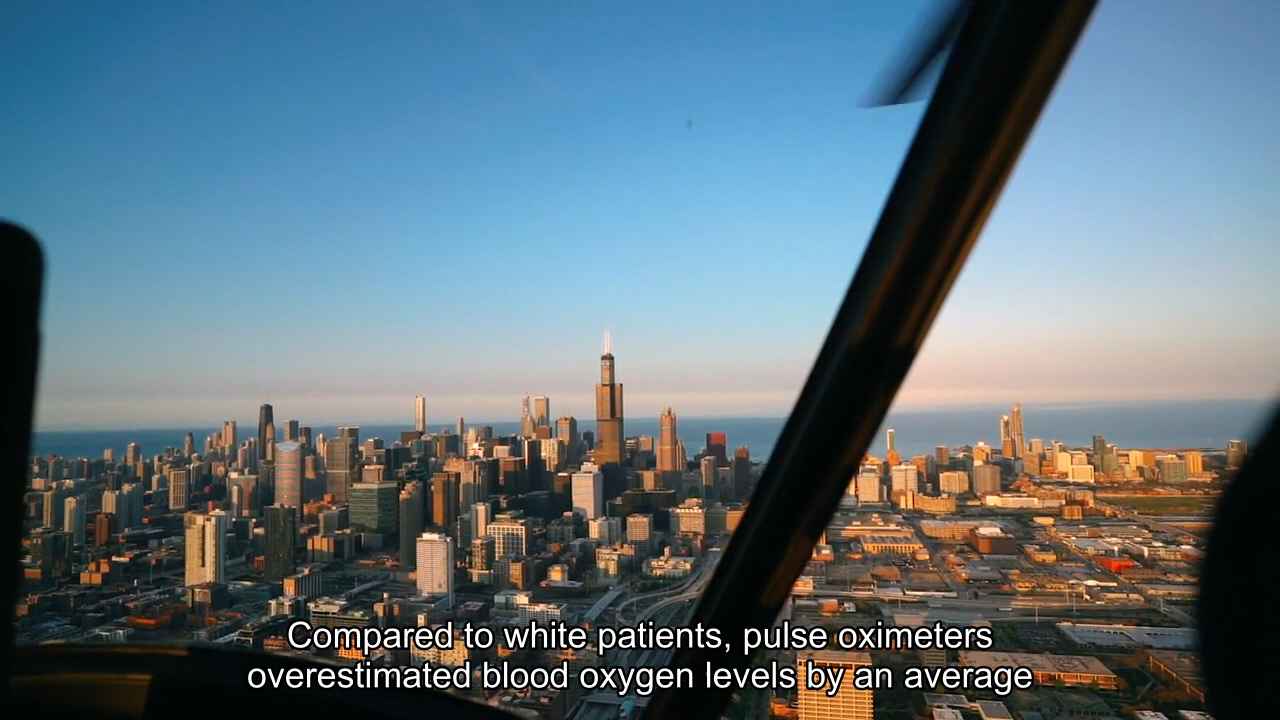 Compared to white patients, pulse oximeters
overestimated blood oxygen levels by an average